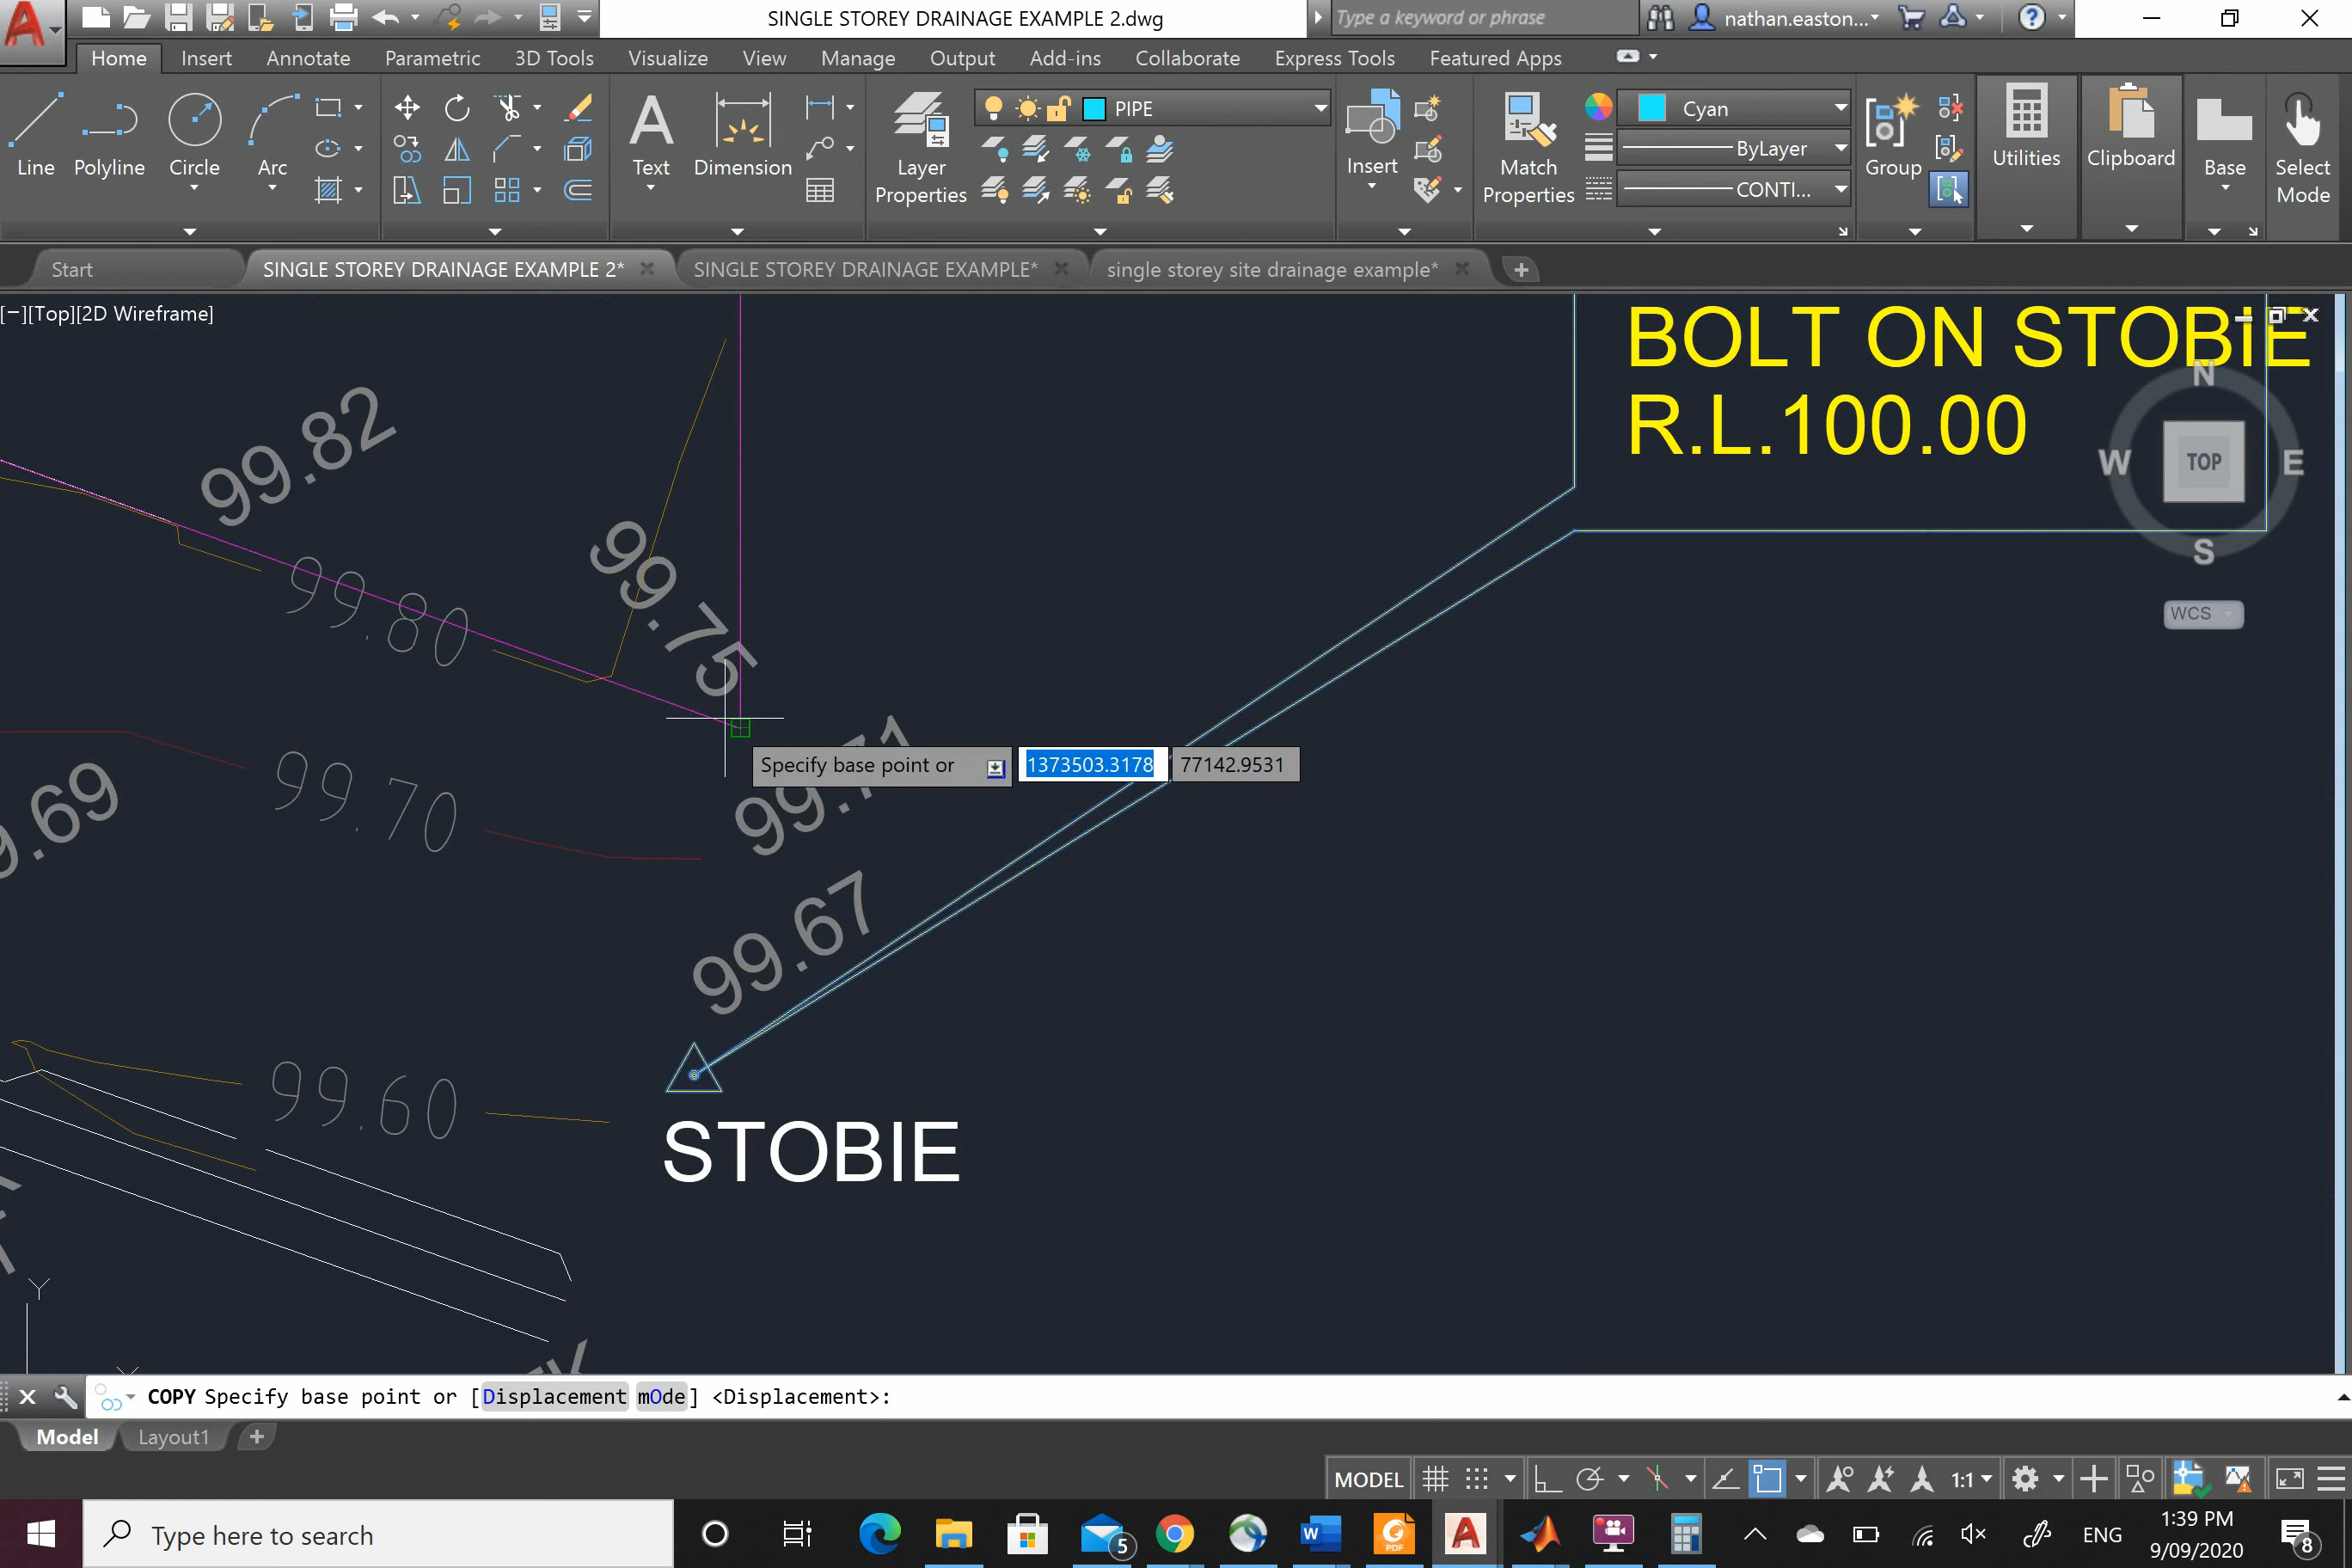 SINGLE STOREY DRAINAGE EXAMPLE 2.dwg
Type a keyword or phrase
nathan.easton...
Home Insert Annotate Parametric 3D Tools Visualize View Manage Output Add-ins Collaborate Express Tools Featured Apps
Line
Polyline
Circle
Arc
Text
Dimension
Layer
Properties
PIPE
Insert
Match
Properties
Cyan
ByLayer
CONTI...
Group
Utilities
Clipboard
Base
Select
Mode
Start
SINGLE STOREY DRAINAGE EXAMPLE 2*
SINGLE STOREY DRAINAGE EXAMPLE*
single storey site drainage example*
[−][Top][2D Wireframe]
BOLT ON STOBiE
R.L.100.00
N
W TOP E
S
WCS
99.82
99.80
99.75
99.70
99.71
9.69
99.67
99.60
STOBIE
Specify base point or 1373503.3178 77142.9531
Y
COPY Specify base point or [Displacement mOde] <Displacement>:
Model Layout1
MODEL
1:1
Type here to search
5
ENG
1:39 PM
9/09/2020
8